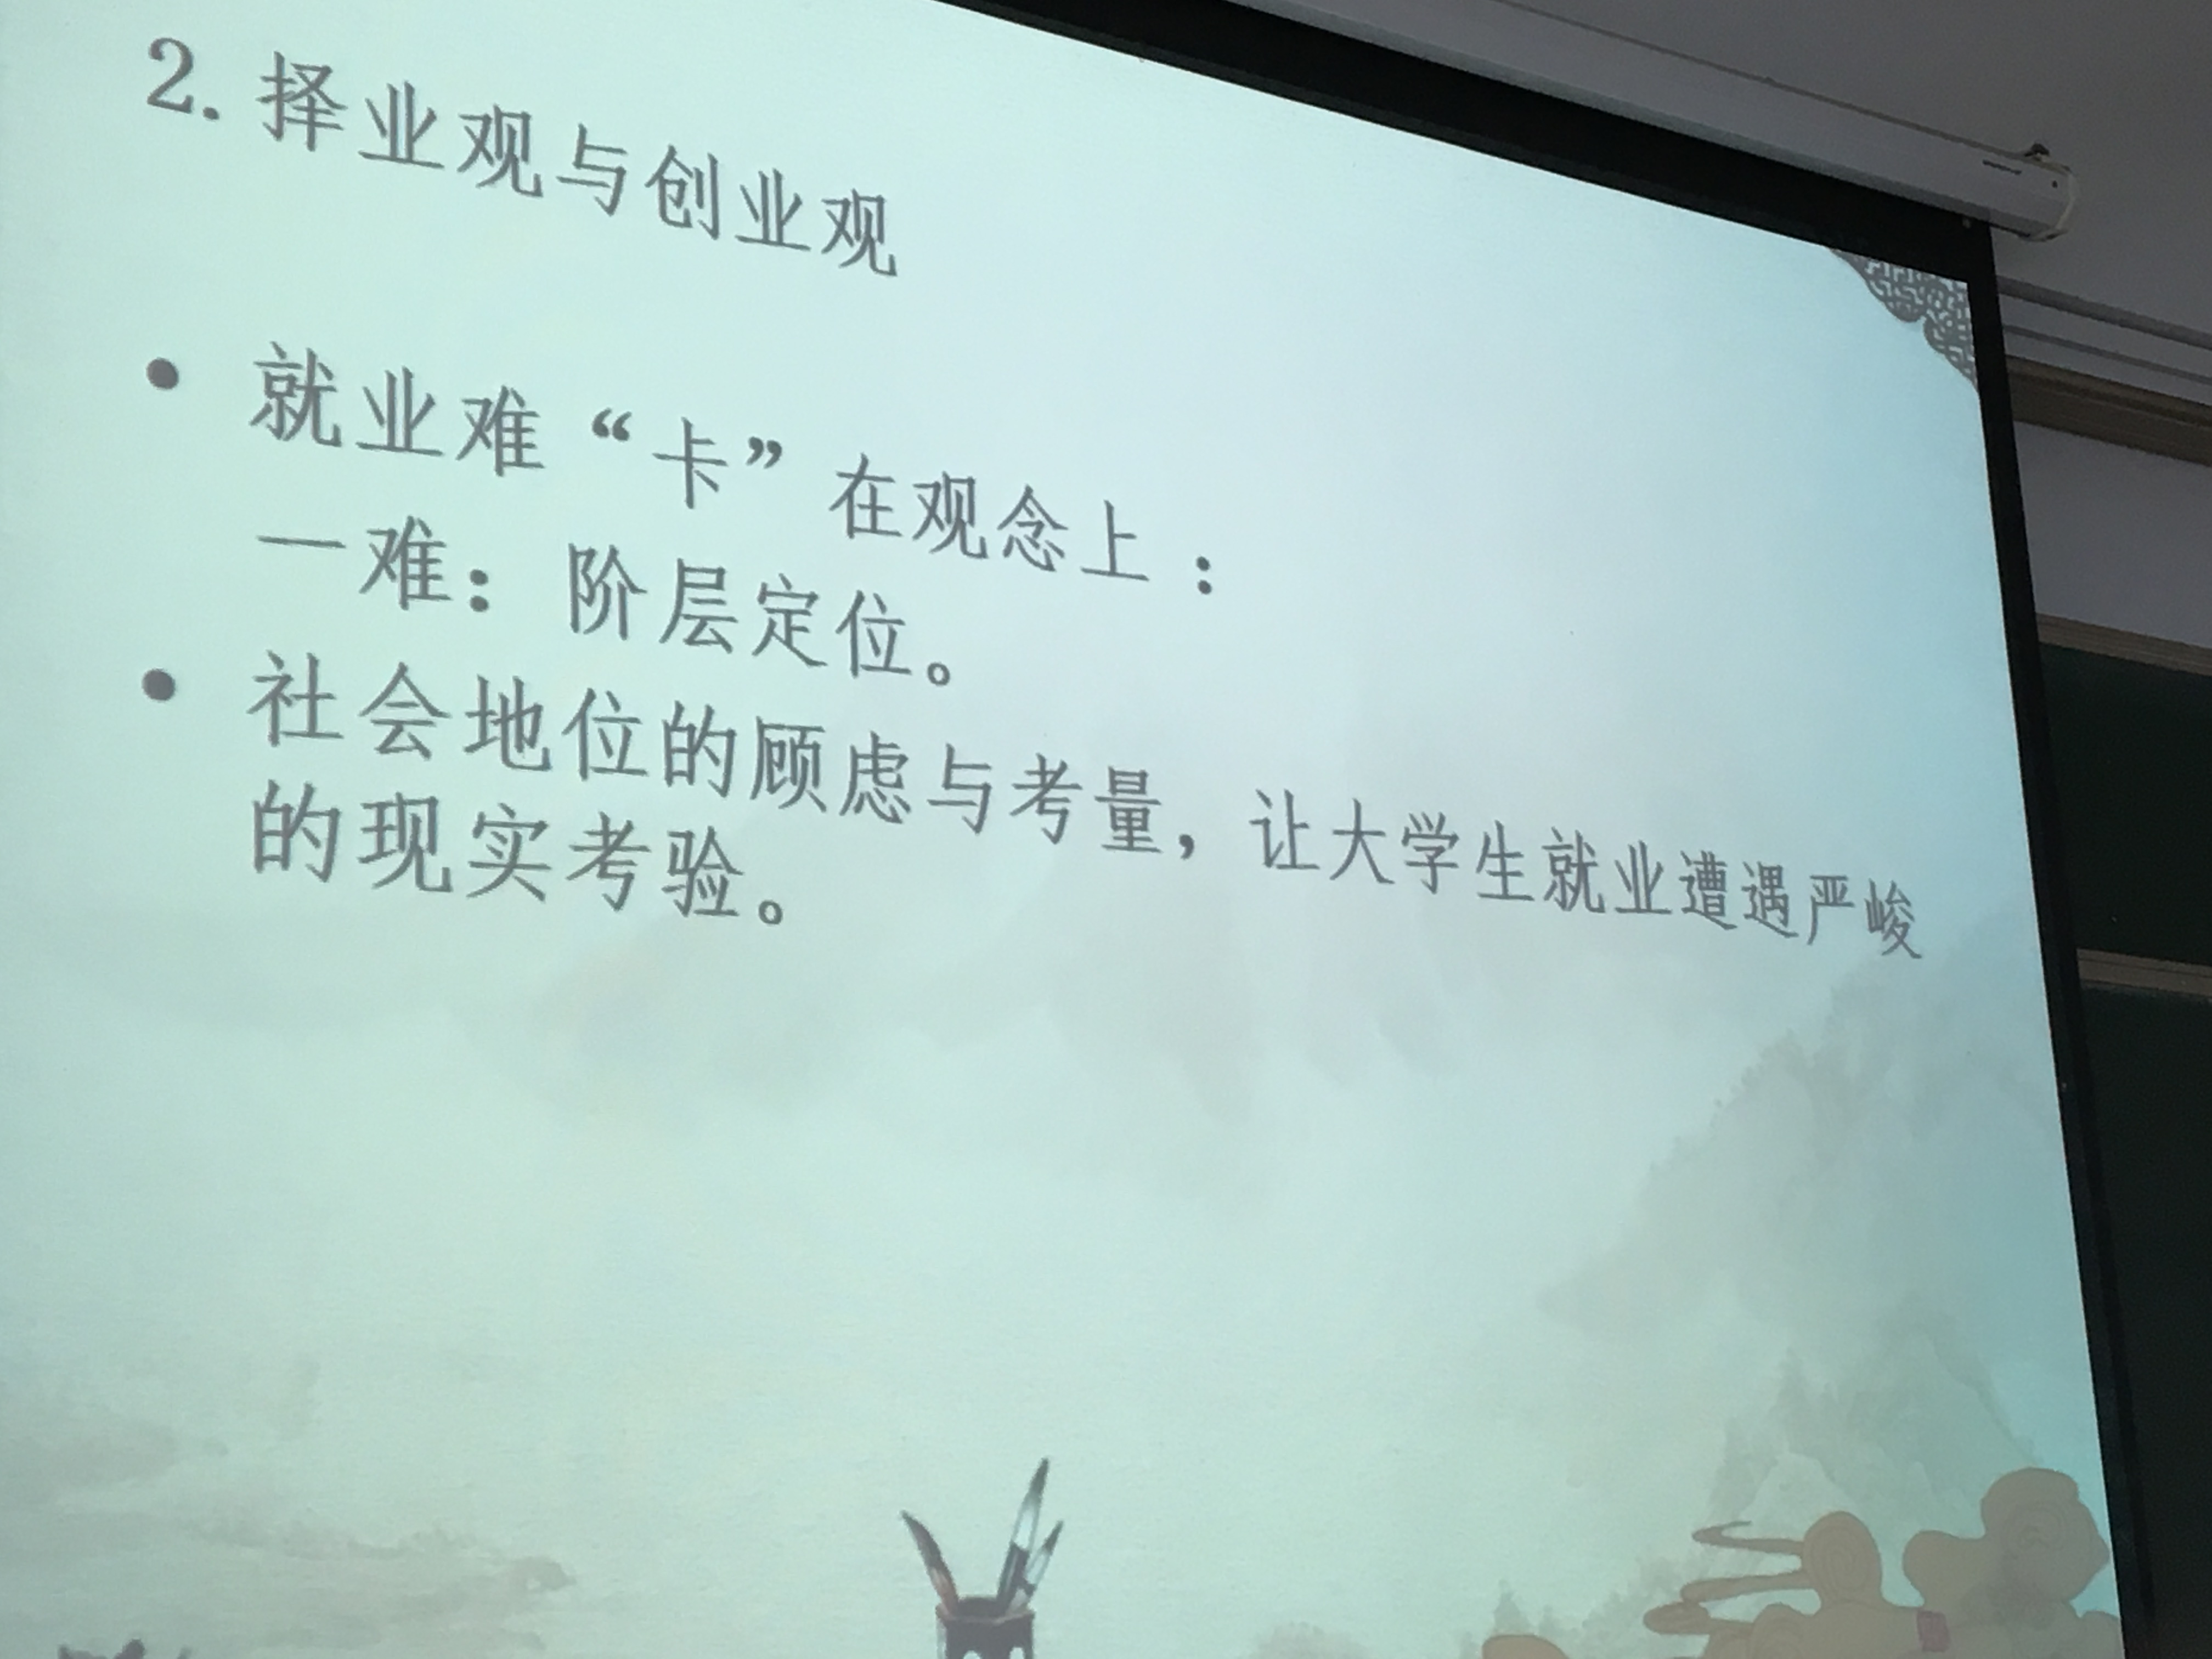 2. 择业观与创业观
• 就业难“卡”在观念上：
一难：阶层定位。
• 社会地位的顾虑与考量，让大学生就业遭遇严峻
的现实考验。